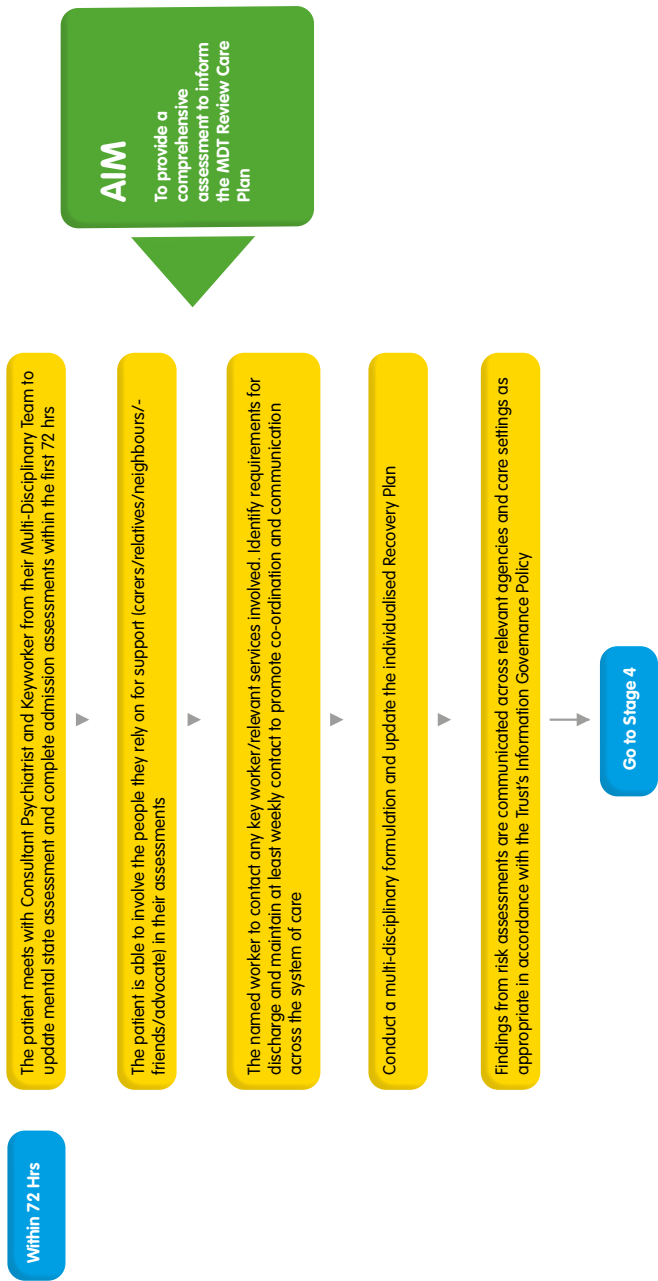 Within 72 Hrs
The patient meets with Consultant Psychiatrist and Keyworker from their Multi-Disciplinary Team to
update mental state assessment and complete admission assessments within the first 72 hrs
The patient is able to involve the people they rely on for support (carers/relatives/neighbours/-
friends/advocate) in their assessments
The named worker to contact any key worker/relevant services involved. Identify requirements for
discharge and maintain at least weekly contact to promote co-ordination and communication
across the system of care
Conduct a multi-disciplinary formulation and update the individualised Recovery Plan
Findings from risk assessments are communicated across relevant agencies and care settings as
appropriate in accordance with the Trust's Information Governance Policy
Go to Stage 4
AIM
To provide a
comprehensive
assessment to inform
the MDT Review Care
Plan